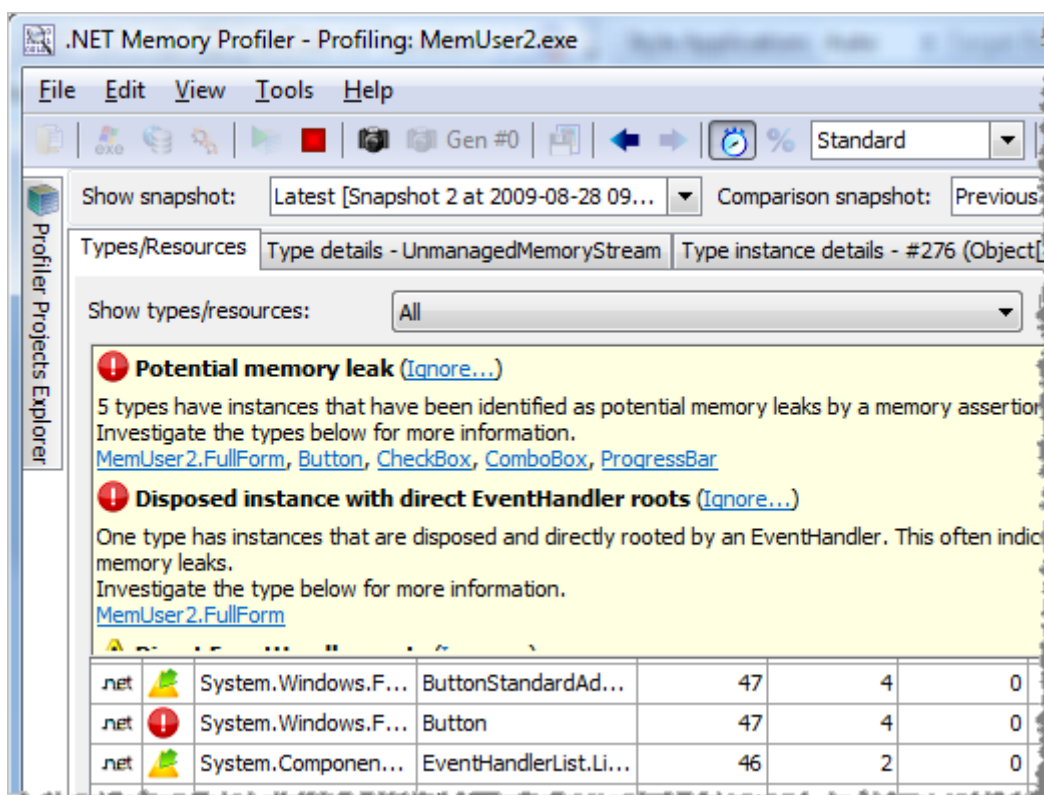 .NET Memory Profiler - Profiling: MemUser2.exe
File Edit View Tools Help
exe Gen #0 % Standard
Show snapshot: Latest [Snapshot 2 at 2009-08-28 09... Comparison snapshot: Previous
Profiler Projects Explorer
Types/Resources Type details - UnmanagedMemoryStream Type instance details - #276 (Object[
Show types/resources: All
Potential memory leak (Ignore...)
5 types have instances that have been identified as potential memory leaks by a memory assertion
Investigate the types below for more information.
MemUser2.FullForm, Button, CheckBox, ComboBox, ProgressBar
Disposed instance with direct EventHandler roots (Ignore...)
One type has instances that are disposed and directly rooted by an EventHandler. This often indic
memory leaks.
Investigate the type below for more information.
MemUser2.FullForm
.net System.Windows.F... ButtonStandardAd... 47 4 0
.net System.Windows.F... Button 47 4 0
.net System.Componen... EventHandlerList.Li... 46 2 0